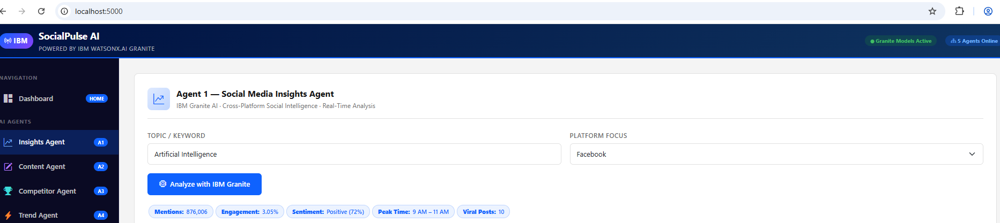 localhost:5000
IBM
SocialPulse AI
POWERED BY IBM WATSONX.AI GRANITE
Granite Models Active
5 Agents Online
NAVIGATION
Dashboard HOME
AI AGENTS
Insights Agent A1
Content Agent A2
Competitor Agent A3
Trend Agent A4
Agent 1 — Social Media Insights Agent
IBM Granite AI · Cross-Platform Social Intelligence · Real-Time Analysis
TOPIC / KEYWORD
Artificial Intelligence
PLATFORM FOCUS
Facebook
Analyze with IBM Granite
Mentions: 876,006 Engagement: 3.05% Sentiment: Positive (72%) Peak Time: 9 AM – 11 AM Viral Posts: 10